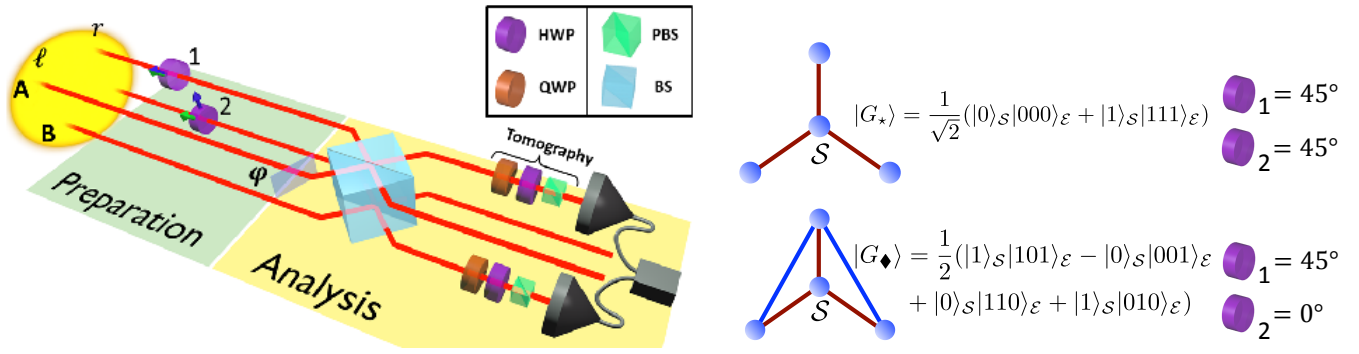 r
ℓ
A
B
1
2
φ
Preparation
Analysis
Tomography
HWP
PBS
QWP
BS
|G⋆⟩ = 1/√2 (|0⟩𝒮|000⟩ℰ + |1⟩𝒮|111⟩ℰ)
𝒮
1 = 45°
2 = 45°
|G♦⟩ = 1/2 (|1⟩𝒮|101⟩ℰ − |0⟩𝒮|001⟩ℰ
+ |0⟩𝒮|110⟩ℰ + |1⟩𝒮|010⟩ℰ)
𝒮
1 = 45°
2 = 0°